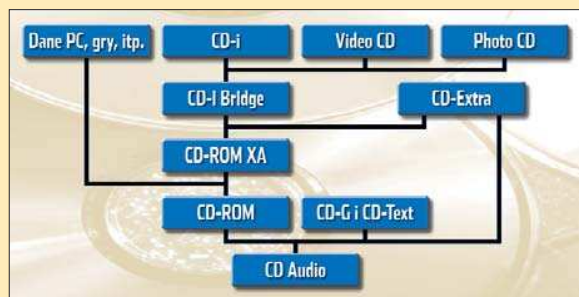 Dane PC, gry, itp. CD-i Video CD Photo CD
CD-I Bridge CD-Extra
CD-ROM XA
CD-ROM CD-G i CD-Text
CD Audio